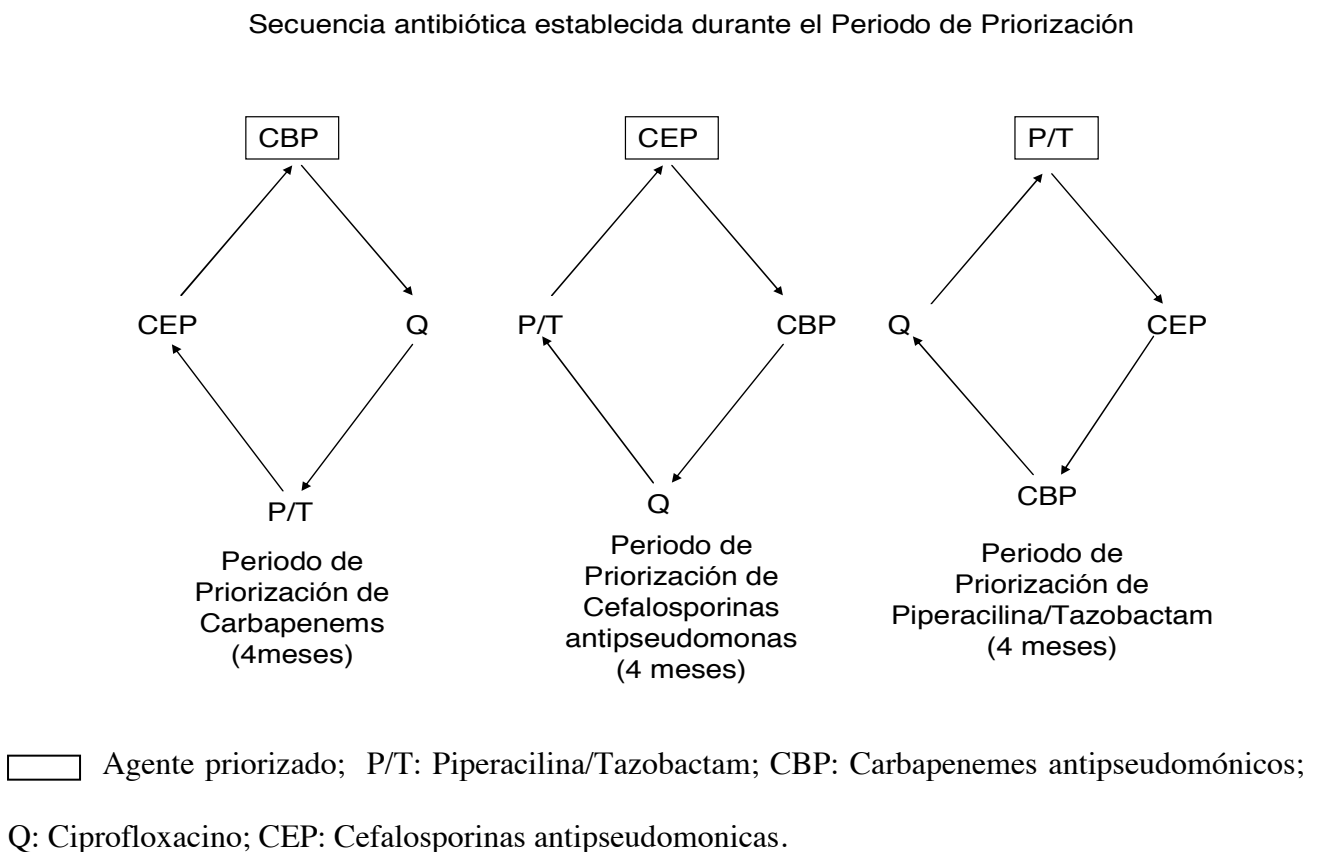 Secuencia antibiótica establecida durante el Periodo de Priorización
CBP
CEP
Q
P/T
Periodo de
Priorización de
Carbapenems
(4meses)
CEP
P/T
CBP
Q
Periodo de
Priorización de
Cefalosporinas
antipseudomonas
(4 meses)
P/T
Q
CEP
CBP
Periodo de
Priorización de
Piperacilina/Tazobactam
(4 meses)
Agente priorizado; P/T: Piperacilina/Tazobactam; CBP: Carbapenemes antipseudomónicos;
Q: Ciprofloxacino; CEP: Cefalosporinas antipseudomonicas.